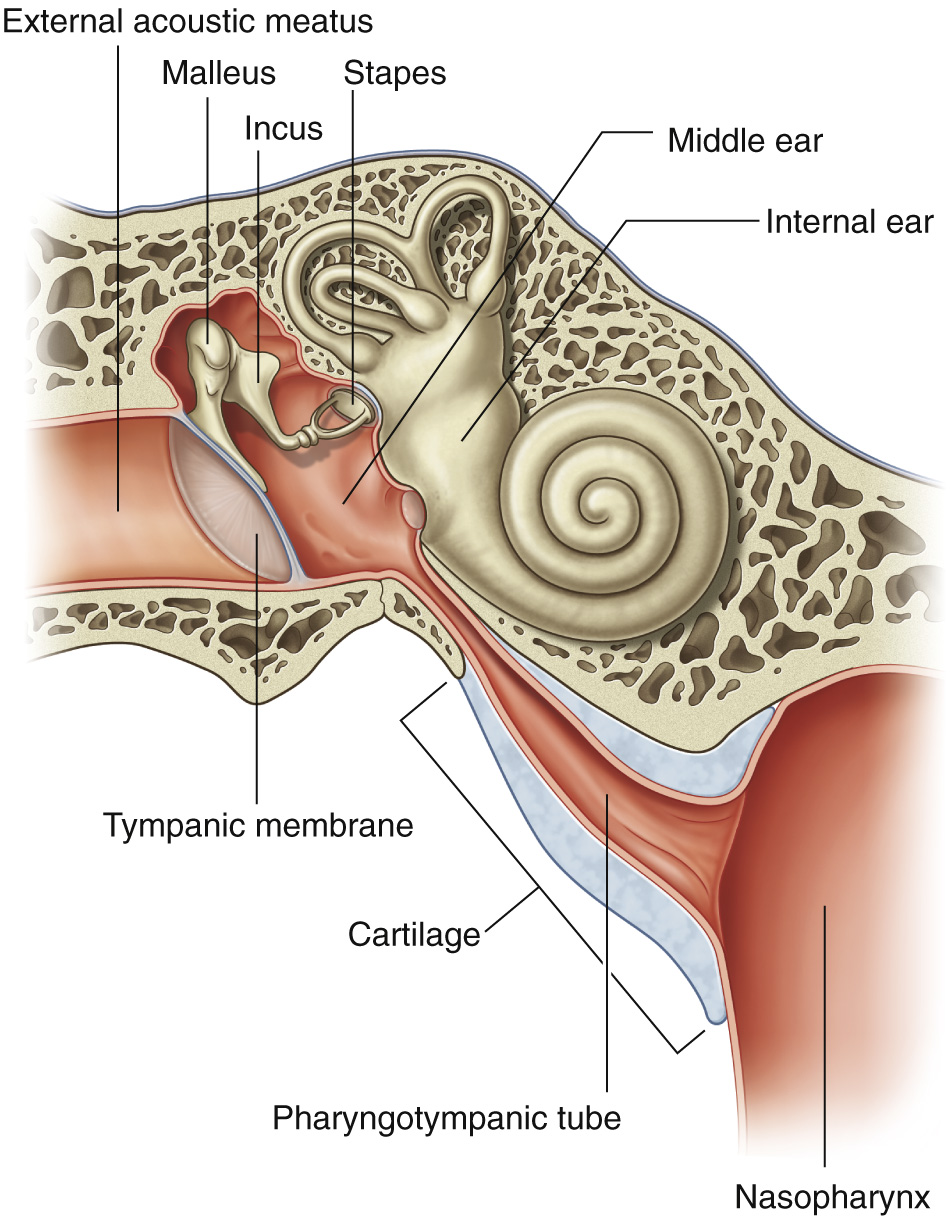 External acoustic meatus
Malleus
Stapes
Incus
Middle ear
Internal ear
Tympanic membrane
Cartilage
Pharyngotympanic tube
Nasopharynx